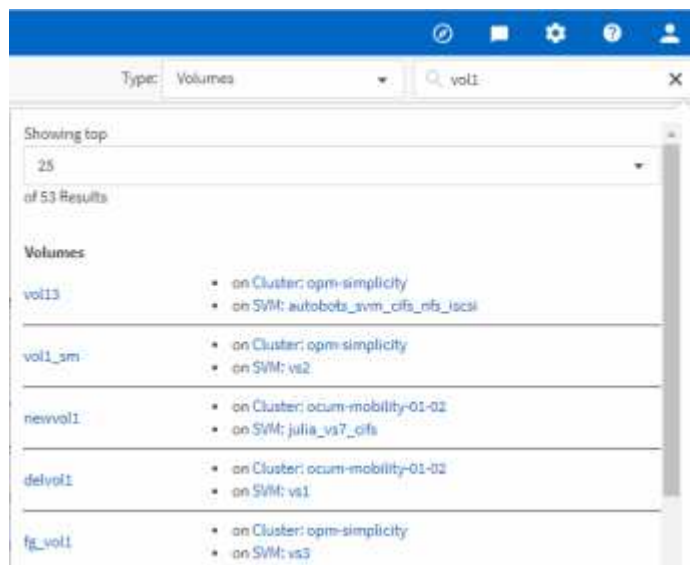 Type: Volumes vol1
Showing top
25
of 53 Results
Volumes
vol13
on Cluster: opm-simplicity
on SVM: autobots_svm_cifs_nfs_iscsi
vol1_sm
on Cluster: opm-simplicity
on SVM: vs2
newvol1
on Cluster: ocum-mobility-01-02
on SVM: julia_vs7_cifs
delvol1
on Cluster: ocum-mobility-01-02
on SVM: vs1
fg_vol1
on Cluster: opm-simplicity
on SVM: vs3